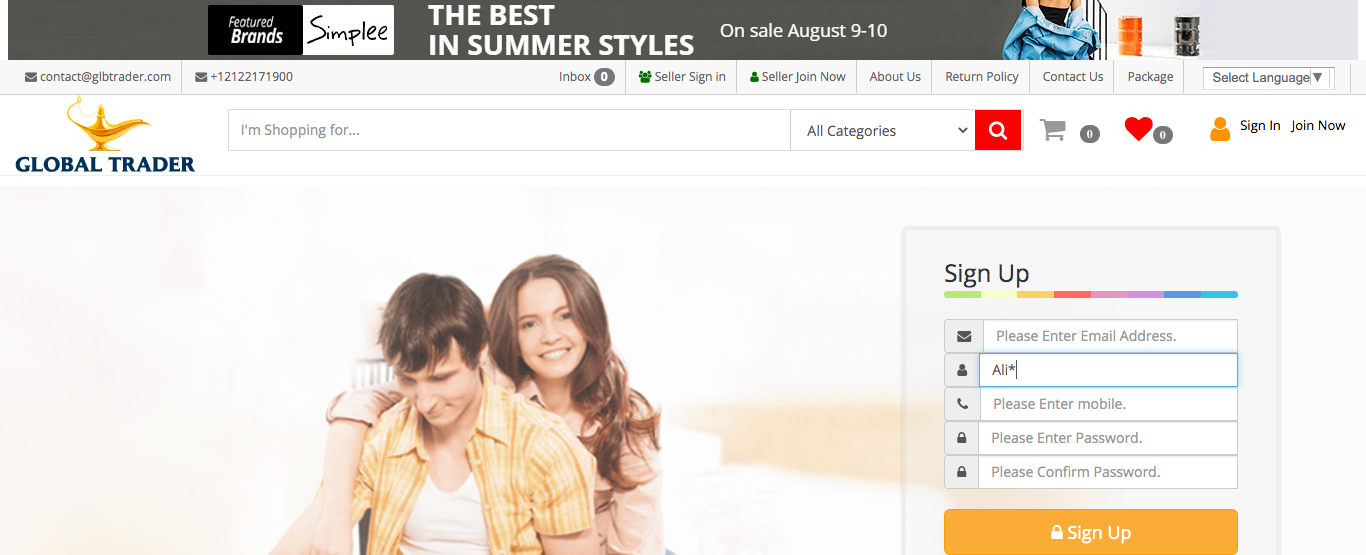 Featured
Brands
Simplee
THE BEST
IN SUMMER STYLES
On sale August 9-10
contact@glbtrader.com
+12122171900
Inbox 0
Seller Sign in
Seller Join Now
About Us
Return Policy
Contact Us
Package
Select Language▼
GLOBAL TRADER
I'm Shopping for...
All Categories
0
0
Sign In
Join Now
Sign Up
Please Enter Email Address.
Ali*
Please Enter mobile.
Please Enter Password.
Please Confirm Password.
Sign Up